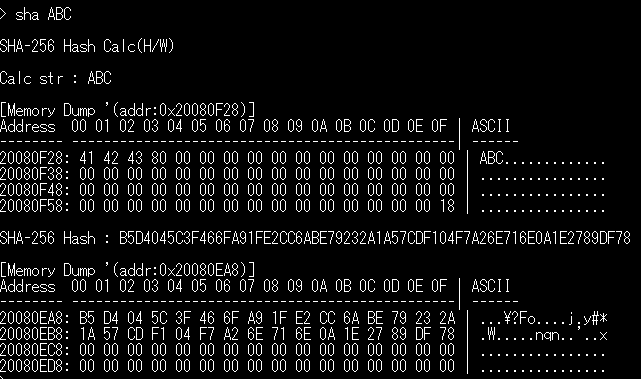 > sha ABC
SHA-256 Hash Calc(H/W)
Calc str : ABC
[Memory Dump '(addr:0x20080F28)]
Address  00 01 02 03 04 05 06 07 08 09 0A 0B 0C 0D 0E 0F| ASCII
-------- -----------------------------------------------| -------
20080F28: 41 42 43 80 00 00 00 00 00 00 00 00 00 00 00 00 | ABC.............
20080F38: 00 00 00 00 00 00 00 00 00 00 00 00 00 00 00 00 | ................
20080F48: 00 00 00 00 00 00 00 00 00 00 00 00 00 00 00 00 | ................
20080F58: 00 00 00 00 00 00 00 00 00 00 00 00 00 00 00 18 | ................
SHA-256 Hash : B5D4045C3F466FA91FE2CC6ABE79232A1A57CDF104F7A26E716E0A1E2789DF78
[Memory Dump '(addr:0x20080EA8)]
Address  00 01 02 03 04 05 06 07 08 09 0A 0B 0C 0D 0E 0F| ASCII
-------- -----------------------------------------------| -------
20080EA8: B5 D4 04 5C 3F 46 6F A9 1F E2 CC 6A BE 79 23 2A | ...¥?Fo....j.y#*
20080EB8: 1A 57 CD F1 04 F7 A2 6E 71 6E 0A 1E 27 89 DF 78 | .W.....nqn..'..x
20080EC8: 00 00 00 00 00 00 00 00 00 00 00 00 00 00 00 00 | ................
20080ED8: 00 00 00 00 00 00 00 00 00 00 00 00 00 00 00 00 | ................